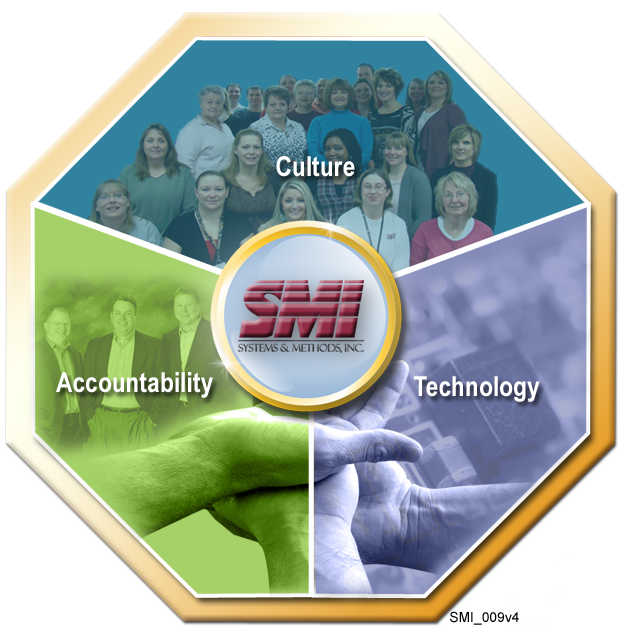 Culture
SMI
SYSTEMS & METHODS, INC.
Accountability
Technology
SMI_009v4